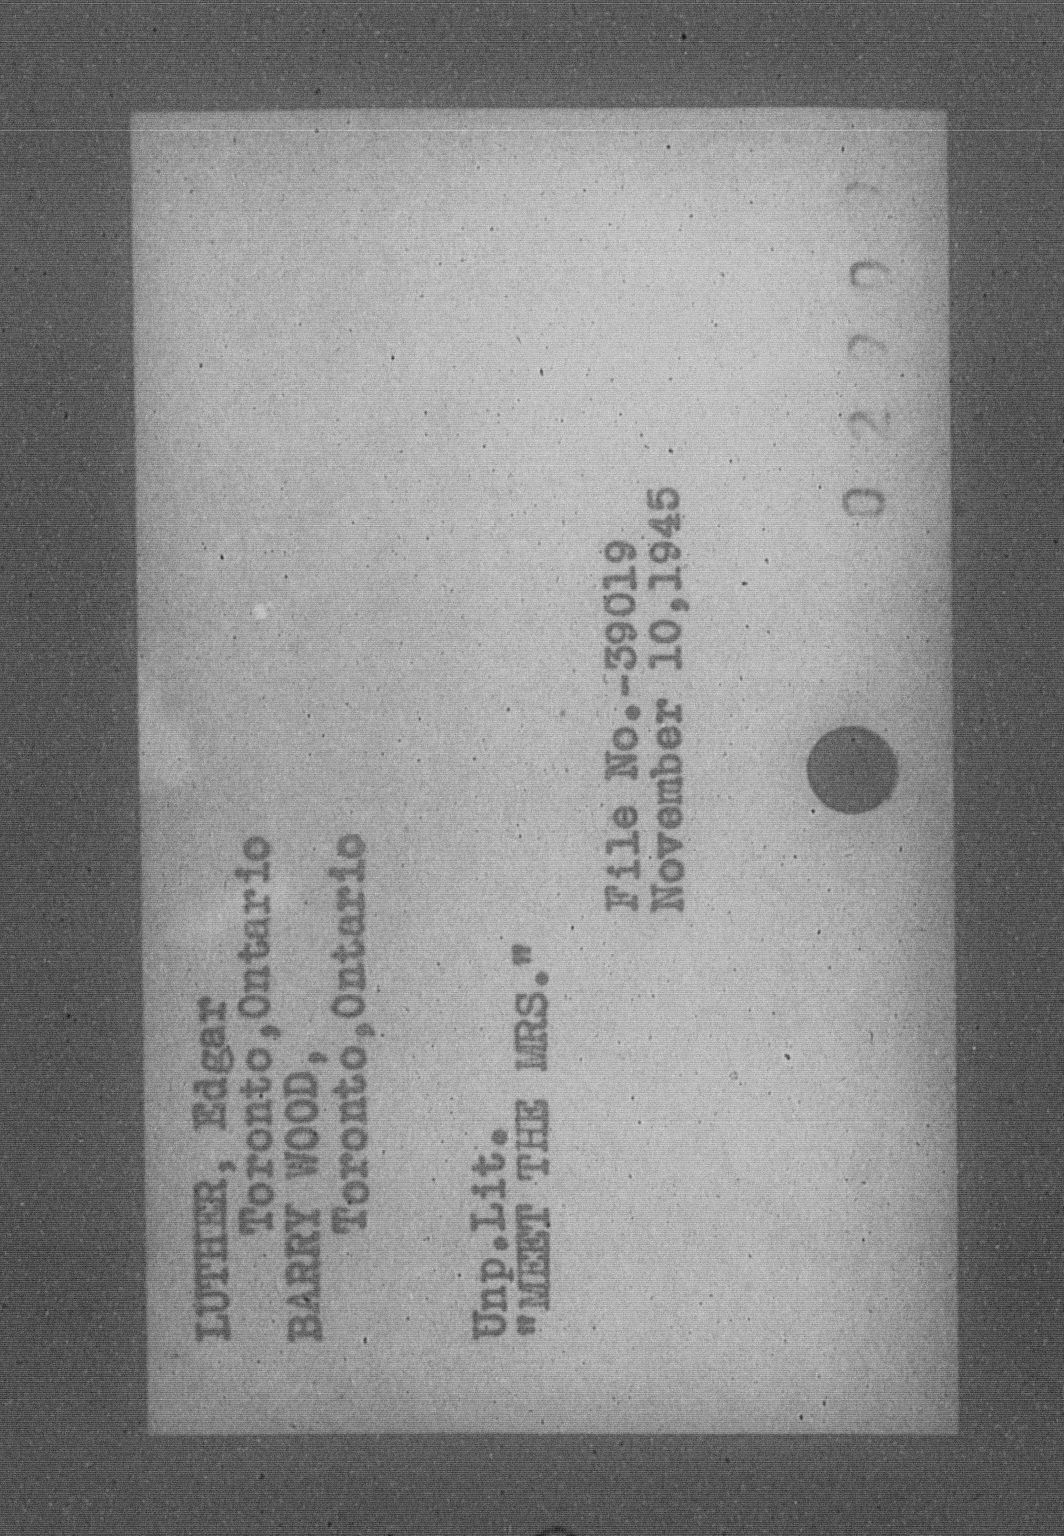 LUTHER, Edgar
Toronto,Ontario
BARRY WOOD,
Toronto,Ontario
Unp.Lit.
"MEET THE MRS."
File No.-39019
November 10,1945